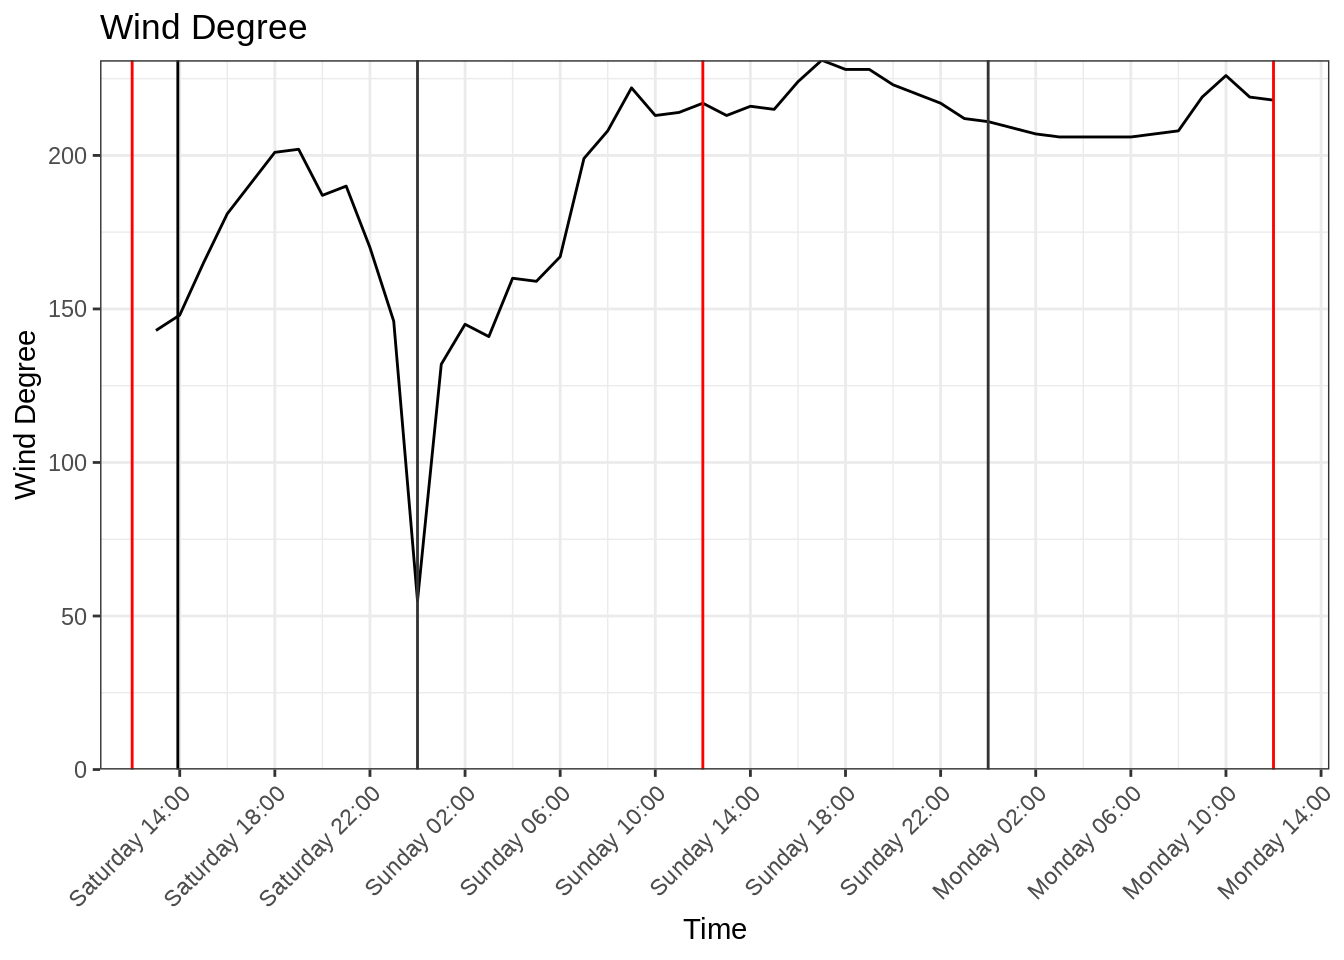 Wind Degree
Wind Degree
200
150
100
50
0
Saturday 14:00
Saturday 18:00
Saturday 22:00
Sunday 02:00
Sunday 06:00
Sunday 10:00
Sunday 14:00
Sunday 18:00
Sunday 22:00
Monday 02:00
Monday 06:00
Monday 10:00
Monday 14:00
Time